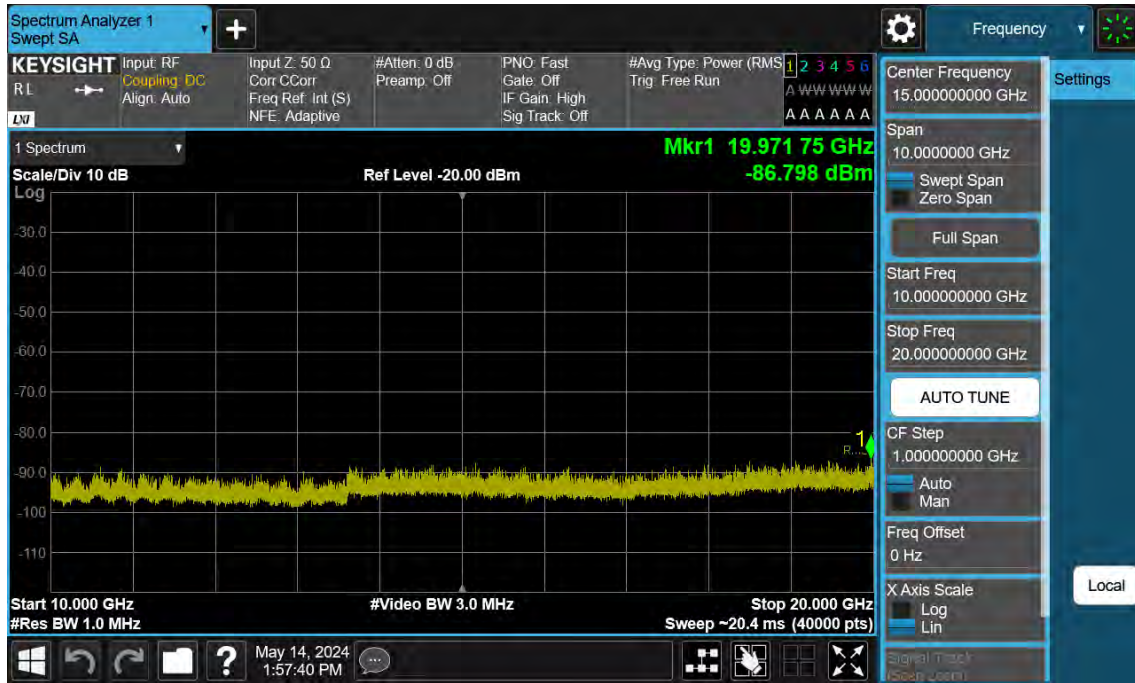 Spectrum Analyzer 1
Swept SA
+
Frequency
KEYSIGHT
RL
LXI
Input: RF
Coupling: DC
Align: Auto
Input Z: 50 Ω
Corr CCorr
Freq Ref: Int (S)
NFE: Adaptive
#Atten: 0 dB
Preamp: Off
PNO: Fast
Gate: Off
IF Gain: High
Sig Track: Off
#Avg Type: Power (RMS
Trig: Free Run
1 2 3 4 5 6
A W W W W W
A A A A A A
1 Spectrum
Mkr1 19.971 75 GHz
-86.798 dBm
Scale/Div 10 dB
Ref Level -20.00 dBm
Log
-30.0
-40.0
-50.0
-60.0
-70.0
-80.0
-90.0
-100
-110
1
Start 10.000 GHz
#Video BW 3.0 MHz
Stop 20.000 GHz
#Res BW 1.0 MHz
Sweep ~20.4 ms (40000 pts)
?
May 14, 2024
1:57:40 PM
Center Frequency
15.000000000 GHz
Span
10.0000000 GHz
Swept Span
Zero Span
Full Span
Start Freq
10.000000000 GHz
Stop Freq
20.000000000 GHz
AUTO TUNE
CF Step
1.000000000 GHz
Auto
Man
Freq Offset
0 Hz
X Axis Scale
Log
Lin
Signal Track
(Span Zoom)
Settings
Local